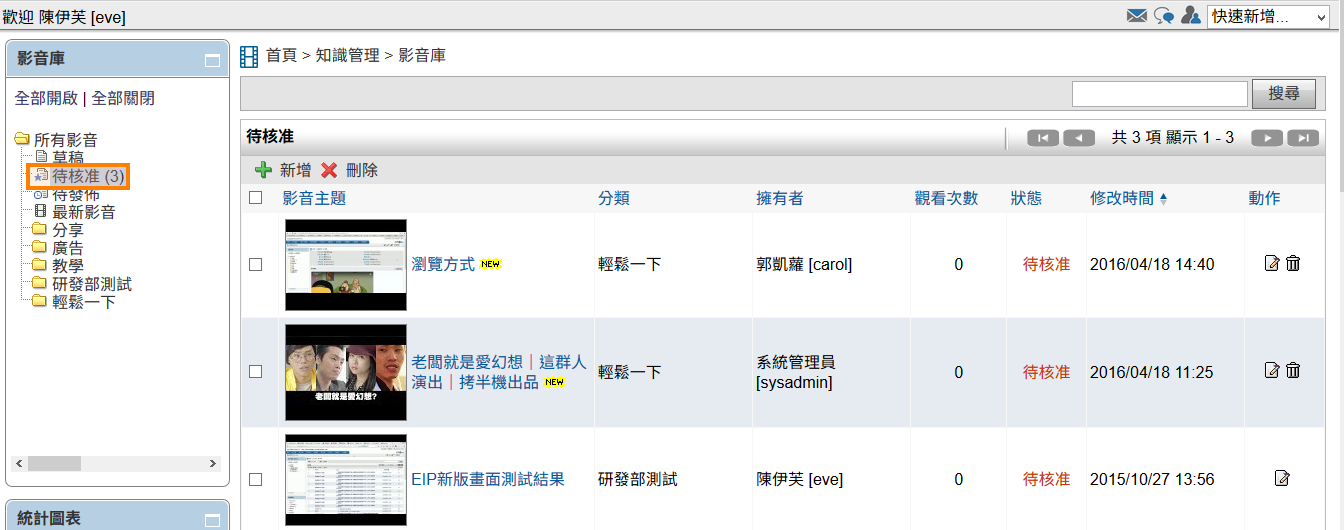 歡迎 陳伊芙 [eve]
快速新增...
影音庫
全部開啟 | 全部關閉
所有影音
草稿
待核准 (3)
待發佈
最新影音
分享
廣告
教學
研發部測試
輕鬆一下
統計圖表
首頁 > 知識管理 > 影音庫
搜尋
待核准
共 3 項 顯示 1 - 3
新增 刪除
影音主題 分類 擁有者 觀看次數 狀態 修改時間 動作
瀏覽方式 NEW 輕鬆一下 郭凱蘿 [carol] 0 待核准 2016/04/18 14:40
老闆就是愛幻想｜這群人
演出｜拷半機出品 NEW
老闆就是愛幻想?
輕鬆一下
系統管理員
[sysadmin]
0 待核准 2016/04/18 11:25
EIP新版畫面測試結果 研發部測試 陳伊芙 [eve] 0 待核准 2015/10/27 13:56